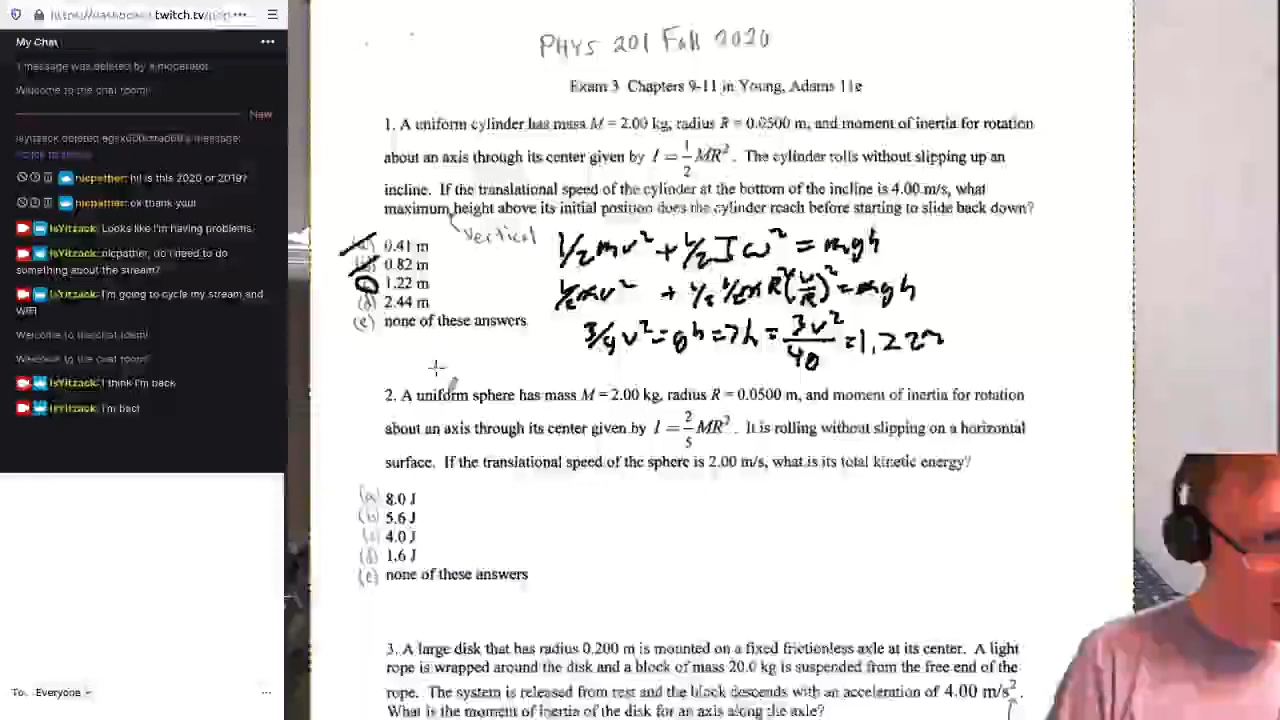 My Chat
Welcome to the chat room!
New
nicpather: hi! is this 2020 or 2019?
nicpather: ok thank you!
IsYitzack: Looks like I'm having problems.
IsYitzack: nicpather, do I need to do
something about the stream?
IsYitzack: I'm going to cycle my stream and
WiFi
Welcome to the chat room!
Welcome to the chat room!
IsYitzack: I think I'm back
IsYitzack: I'm back
To: Everyone
PHYS 201 Fall 2020
Exam 3 Chapters 9-11 in Young, Adams 11e
1. A uniform cylinder has mass M = 2.00 kg, radius R = 0.0500 m, and moment of inertia for rotation
about an axis through its center given by I = 1/2 MR². The cylinder rolls without slipping up an
incline. If the translational speed of the cylinder at the bottom of the incline is 4.00 m/s, what
maximum height above its initial position does the cylinder reach before starting to slide back down?
vertical
0.41 m
0.82 m
1.22 m
(d) 2.44 m
(e) none of these answers
1/2 mv² + 1/2 I ω² = mgh
1/2 mv² + 1/2 1/2 m R² (v/R)² = mgh
3/4 v² = gh => h = 3v²/4g = 1.22m
2. A uniform sphere has mass M = 2.00 kg, radius R = 0.0500 m, and moment of inertia for rotation
about an axis through its center given by I = 2/5 MR². It is rolling without slipping on a horizontal
surface. If the translational speed of the sphere is 2.00 m/s, what is its total kinetic energy?
(a) 8.0 J
(b) 5.6 J
(c) 4.0 J
(d) 1.6 J
(e) none of these answers
3. A large disk that has radius 0.200 m is mounted on a fixed frictionless axle at its center. A light
rope is wrapped around the disk and a block of mass 20.0 kg is suspended from the free end of the
rope. The system is released from rest and the block descends with an acceleration of 4.00 m/s².
What is the moment of inertia of the disk for an axis along the axle?